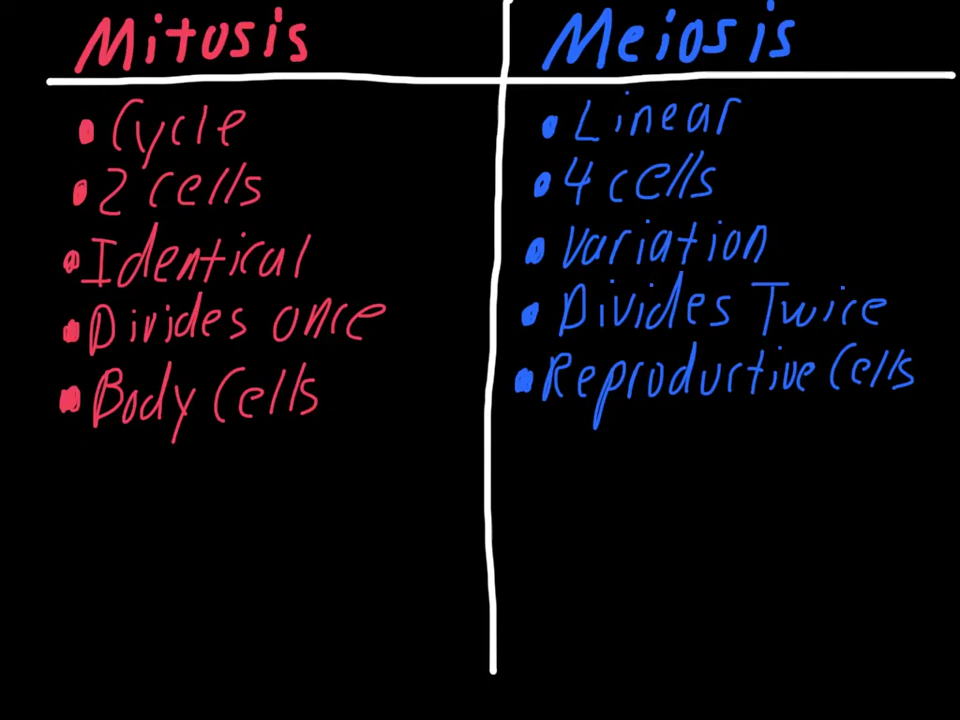 Mitosis
• Cycle
• 2 cells
• Identical
• Divides once
• Body Cells
Meiosis
• Linear
• 4 cells
• Variation
• Divides Twice
• Reproductive Cells